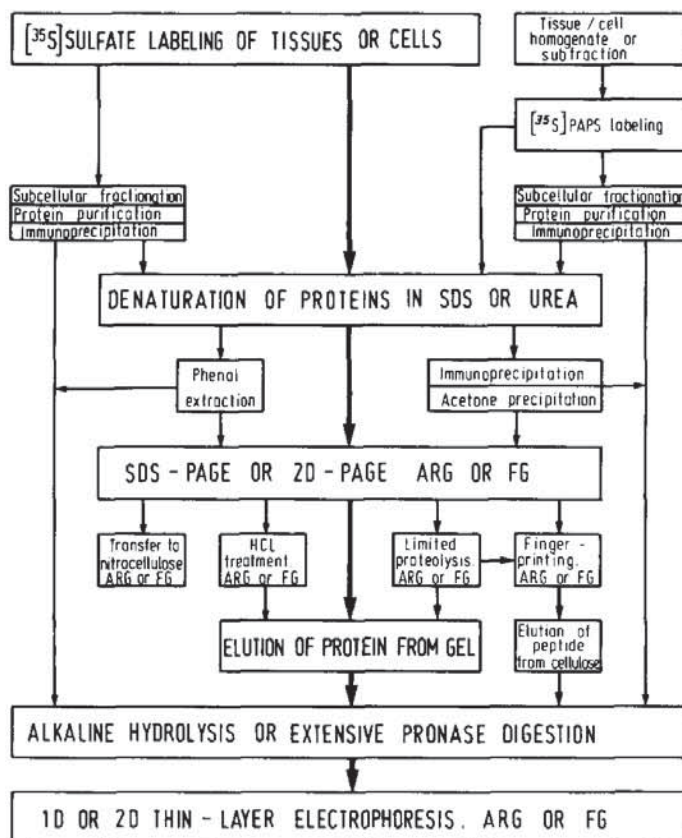 [³⁵S]SULFATE LABELING OF TISSUES OR CELLS
Tissue / cell
homogenate or
subtraction
[³⁵S]PAPS labeling
Subcellular fractionation
Protein purification
Immunoprecipitation
Subcellular fractionation
Protein purification
Immunoprecipitation
DENATURATION OF PROTEINS IN SDS OR UREA
Phenol
extraction
Immunoprecipitation
Acetone precipitation
SDS - PAGE OR 2D - PAGE ARG OR FG
Transfer to
nitrocellulose
ARG or FG
HCL
treatment.
ARG or FG
Limited
proteolysis.
ARG or FG
Finger -
printing.
ARG or FG
ELUTION OF PROTEIN FROM GEL
Elution of
peptide
from cellulose
ALKALINE HYDROLYSIS OR EXTENSIVE PRONASE DIGESTION
1D OR 2D THIN - LAYER ELECTROPHORESIS. ARG OR FG